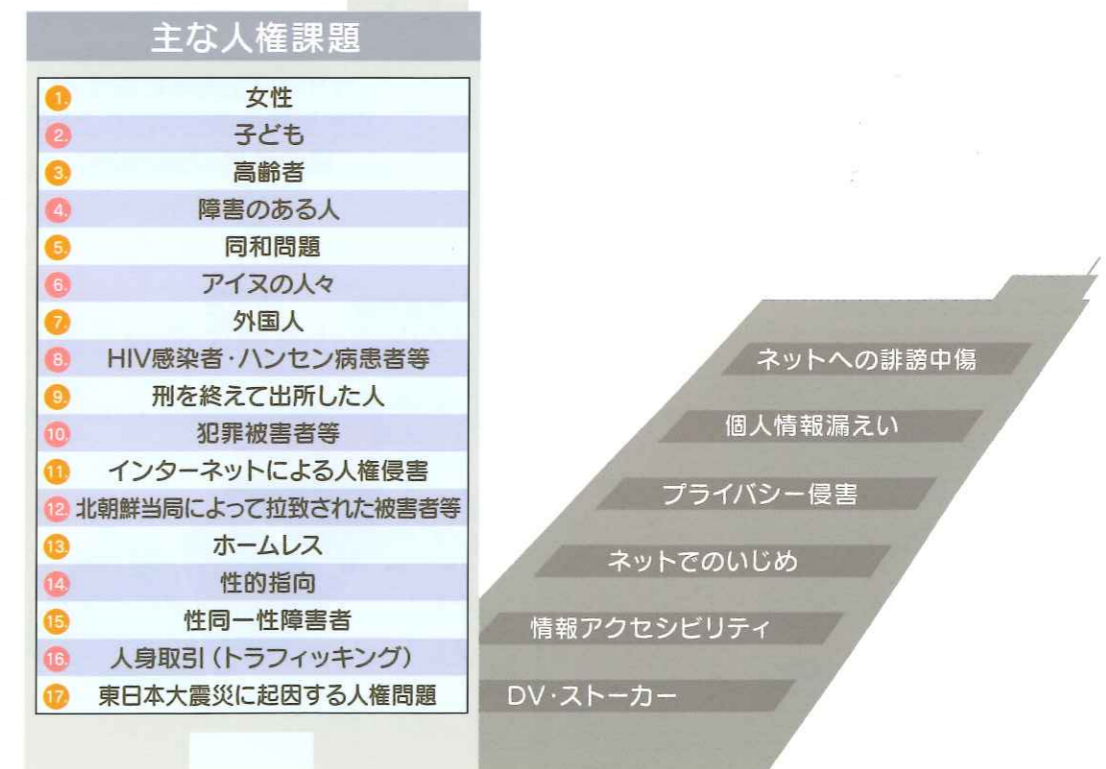 主な人権課題
1. 女性
2. 子ども
3. 高齢者
4. 障害のある人
5. 同和問題
6. アイヌの人々
7. 外国人
8. HIV感染者・ハンセン病患者等
9. 刑を終えて出所した人
10. 犯罪被害者等
11. インターネットによる人権侵害
12. 北朝鮮当局によって拉致された被害者等
13. ホームレス
14. 性的指向
15. 性同一性障害者
16. 人身取引（トラフィッキング）
17. 東日本大震災に起因する人権問題
ネットへの誹謗中傷
個人情報漏えい
プライバシー侵害
ネットでのいじめ
情報アクセシビリティ
DV・ストーカー